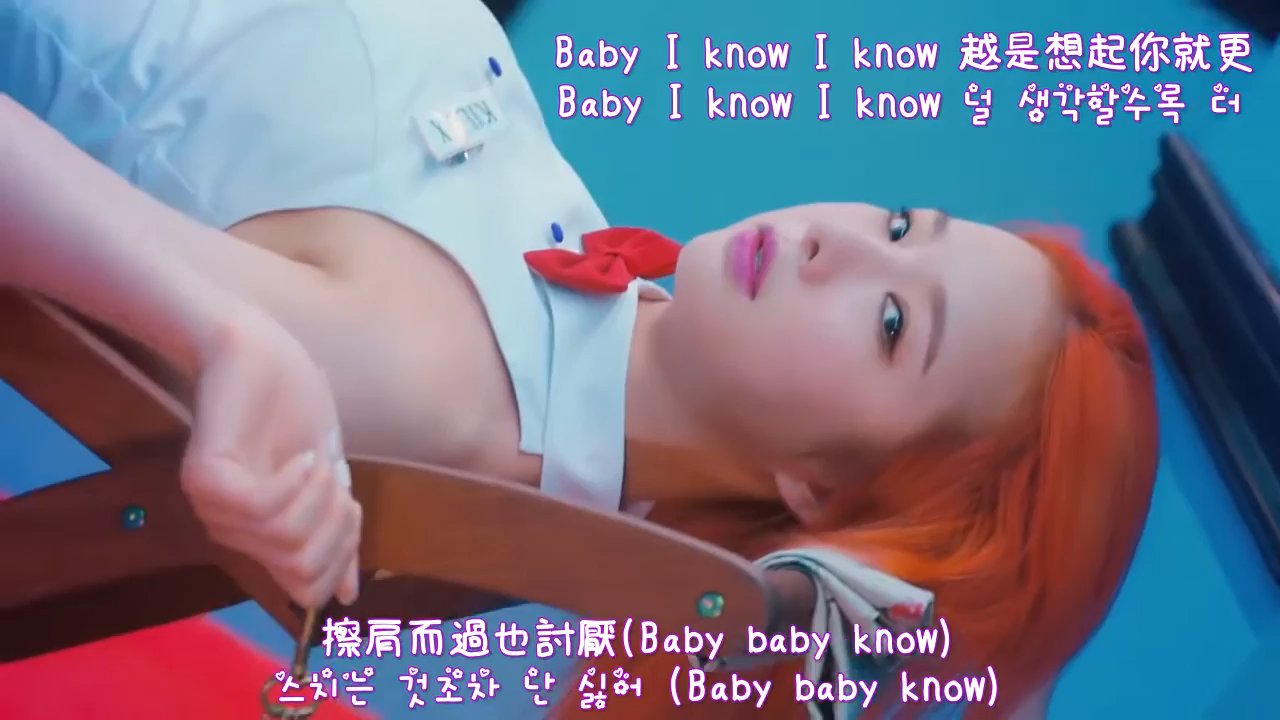 Baby I know I know 越是想起你就更
Baby I know I know 널 생각할수록 더
擦肩而過也討厭(Baby baby know)
스치는 것조차 난 싫어 (Baby baby know)